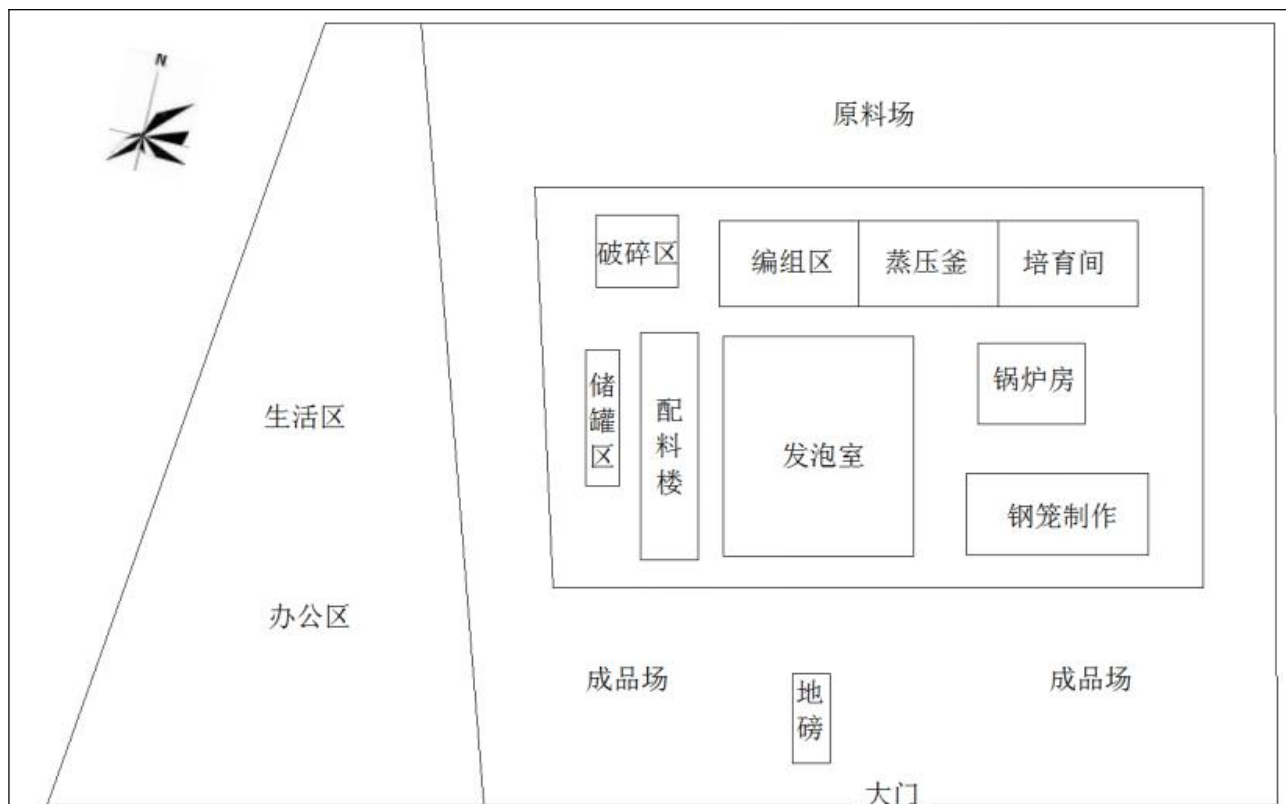 N
原料场
破碎区
编组区
蒸压釜
培育间
储罐区
配料楼
发泡室
锅炉房
钢笼制作
生活区
办公区
成品场
地磅
成品场
大门